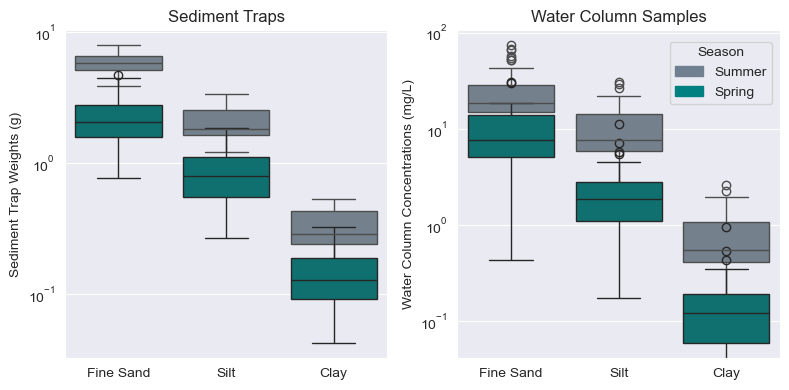 Sediment Traps
Sediment Trap Weights (g)
10¹
10⁰
10⁻¹
Fine Sand
Silt
Clay
Water Column Samples
Water Column Concentrations (mg/L)
10²
10¹
10⁰
10⁻¹
Season
Summer
Spring
Fine Sand
Silt
Clay